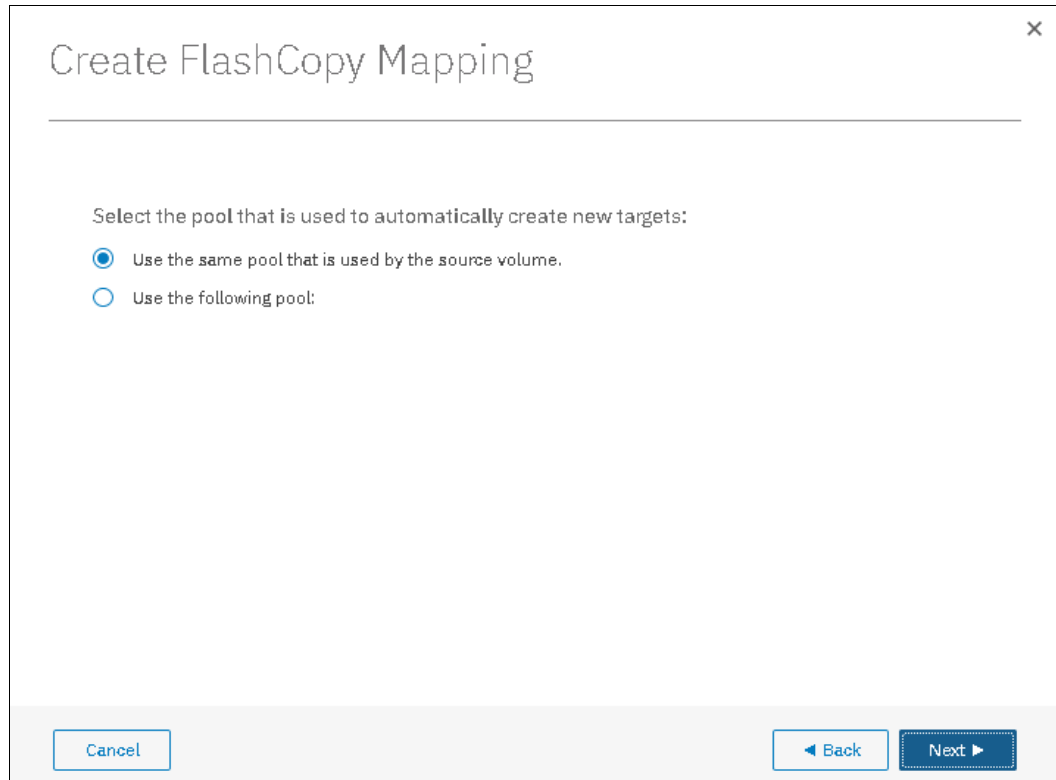 Create FlashCopy Mapping
Select the pool that is used to automatically create new targets:
Use the same pool that is used by the source volume.
Use the following pool:
Cancel
Back
Next